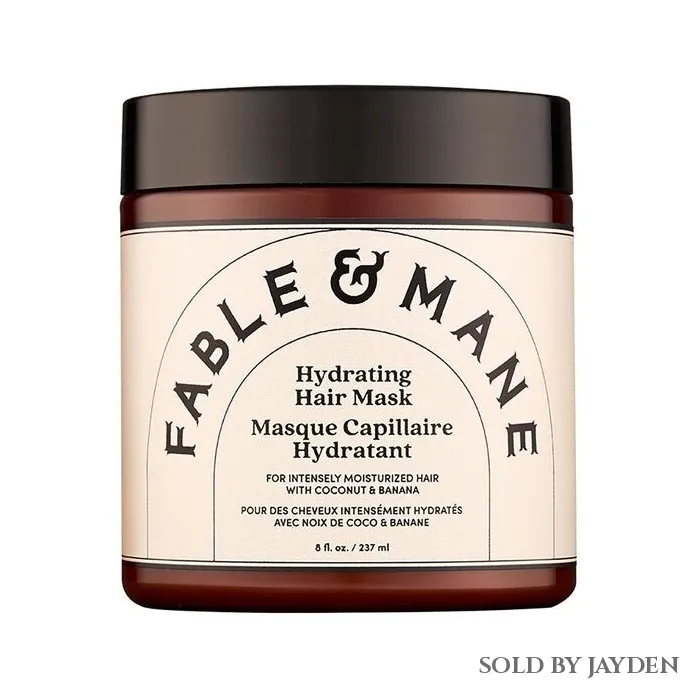 FABLE & MANE
Hydrating
Hair Mask
Masque Capillaire
Hydratant
FOR INTENSELY MOISTURIZED HAIR
WITH COCONUT & BANANA
POUR DES CHEVEUX INTENSÉMENT HYDRATÉS
AVEC NOIX DE COCO & BANANE
8 fl. oz. / 237 ml
SOLD BY JAYDEN